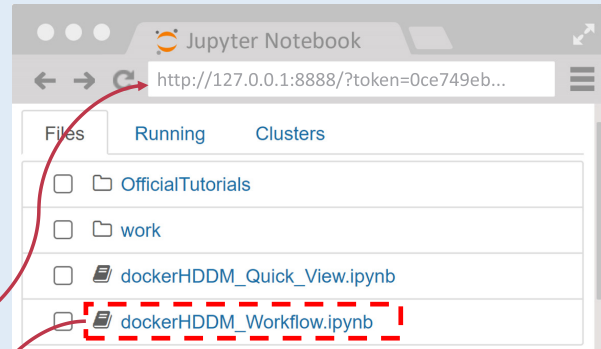 Jupyter Notebook
http://127.0.0.1:8888/?token=0ce749eb...
Files Running Clusters
OfficialTutorials
work
dockerHDDM_Quick_View.ipynb
dockerHDDM_Workflow.ipynb